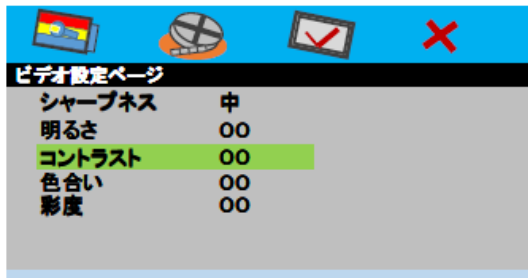 ビデオ設定ページ
シャープネス 中
明るさ 00
コントラスト 00
色合い 00
彩度 00